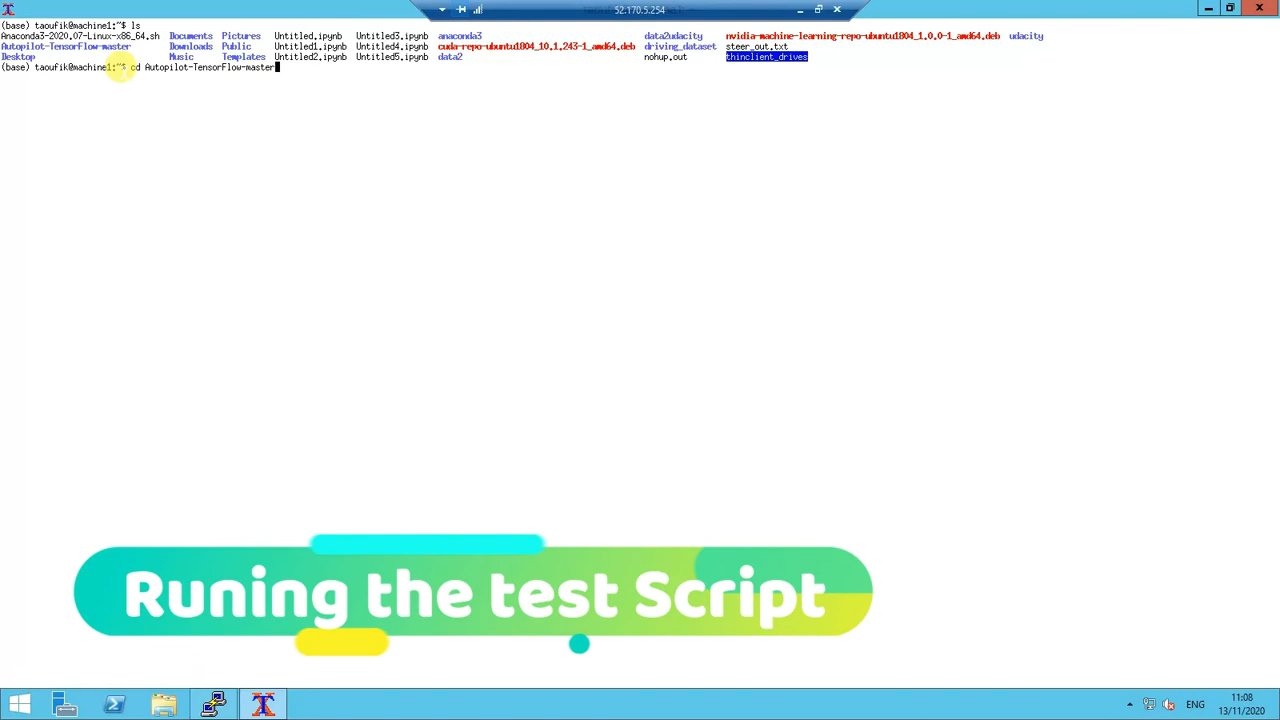 52.170.5.254
(base) taoufik@machine1:~$ ls
Anaconda3-2020.07-Linux-x86_64.sh Documents Pictures Untitled.ipynb Untitled3.ipynb anaconda3 data2udacity nvidia-machine-learning-repo-ubuntu1804_1.0.0-1_amd64.deb udacity
Autopilot-TensorFlow-master Downloads Public Untitled1.ipynb Untitled4.ipynb cuda-repo-ubuntu1804_10.1.243-1_amd64.deb driving_dataset steer_out.txt
Desktop Music Templates Untitled2.ipynb Untitled5.ipynb data2 nohup.out thinclient_drives
(base) taoufik@machine1:~$ cd Autopilot-TensorFlow-master
Runing the test Script
ENG
11:08
13/11/2020